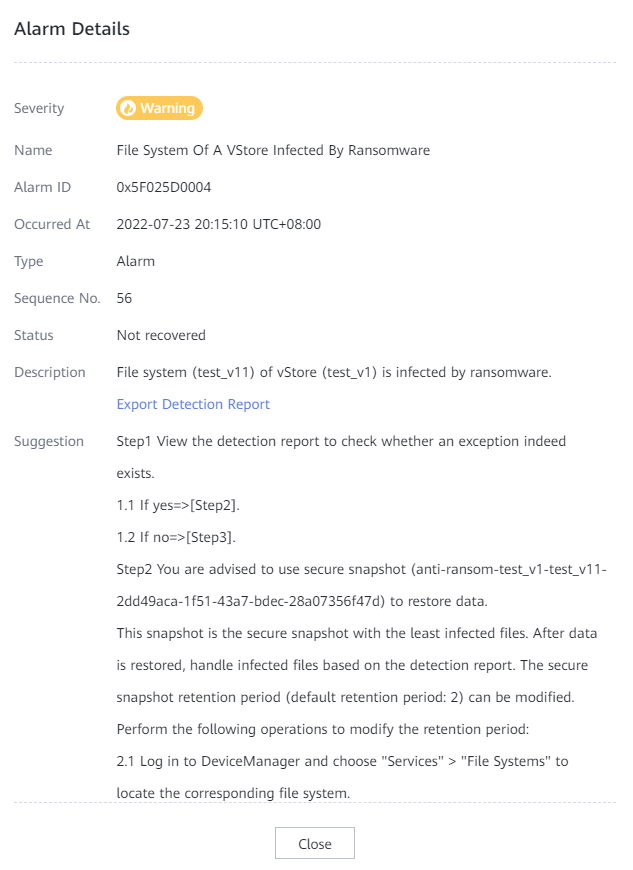 Alarm Details
Severity Warning
Name File System Of A VStore Infected By Ransomware
Alarm ID 0x5F025D0004
Occurred At 2022-07-23 20:15:10 UTC+08:00
Type Alarm
Sequence No. 56
Status Not recovered
Description File system (test_v11) of vStore (test_v1) is infected by ransomware.
Export Detection Report
Suggestion Step1 View the detection report to check whether an exception indeed
exists.
1.1 If yes=>[Step2].
1.2 If no=>[Step3].
Step2 You are advised to use secure snapshot (anti-ransom-test_v1-test_v11-
2dd49aca-1f51-43a7-bdec-28a07356f47d) to restore data.
This snapshot is the secure snapshot with the least infected files. After data
is restored, handle infected files based on the detection report. The secure
snapshot retention period (default retention period: 2) can be modified.
Perform the following operations to modify the retention period:
2.1 Log in to DeviceManager and choose "Services" > "File Systems" to
locate the corresponding file system.
Close